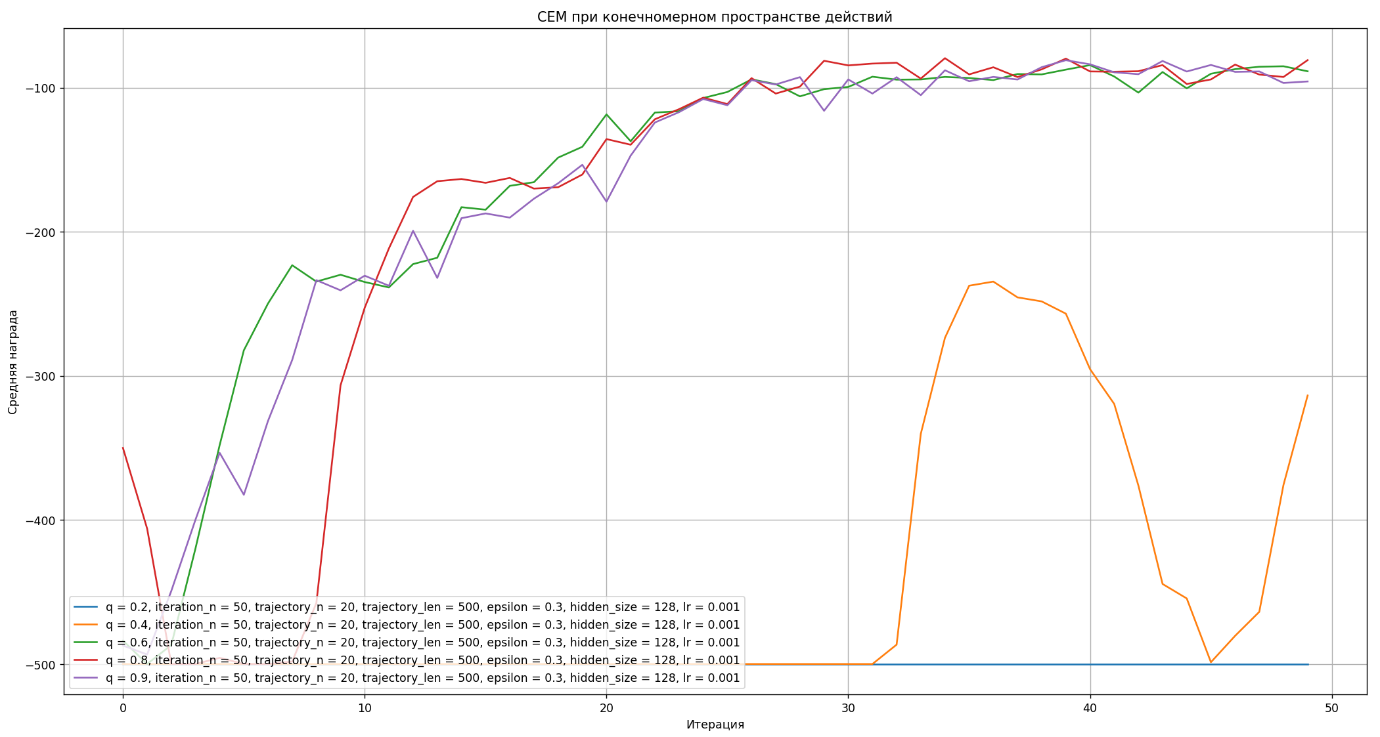 CEM при конечномерном пространстве действий
Средняя награда
−100
−200
−300
−400
−500
q = 0.2, iteration_n = 50, trajectory_n = 20, trajectory_len = 500, epsilon = 0.3, hidden_size = 128, lr = 0.001
q = 0.4, iteration_n = 50, trajectory_n = 20, trajectory_len = 500, epsilon = 0.3, hidden_size = 128, lr = 0.001
q = 0.6, iteration_n = 50, trajectory_n = 20, trajectory_len = 500, epsilon = 0.3, hidden_size = 128, lr = 0.001
q = 0.8, iteration_n = 50, trajectory_n = 20, trajectory_len = 500, epsilon = 0.3, hidden_size = 128, lr = 0.001
q = 0.9, iteration_n = 50, trajectory_n = 20, trajectory_len = 500, epsilon = 0.3, hidden_size = 128, lr = 0.001
0 10 20 30 40 50
Итерация